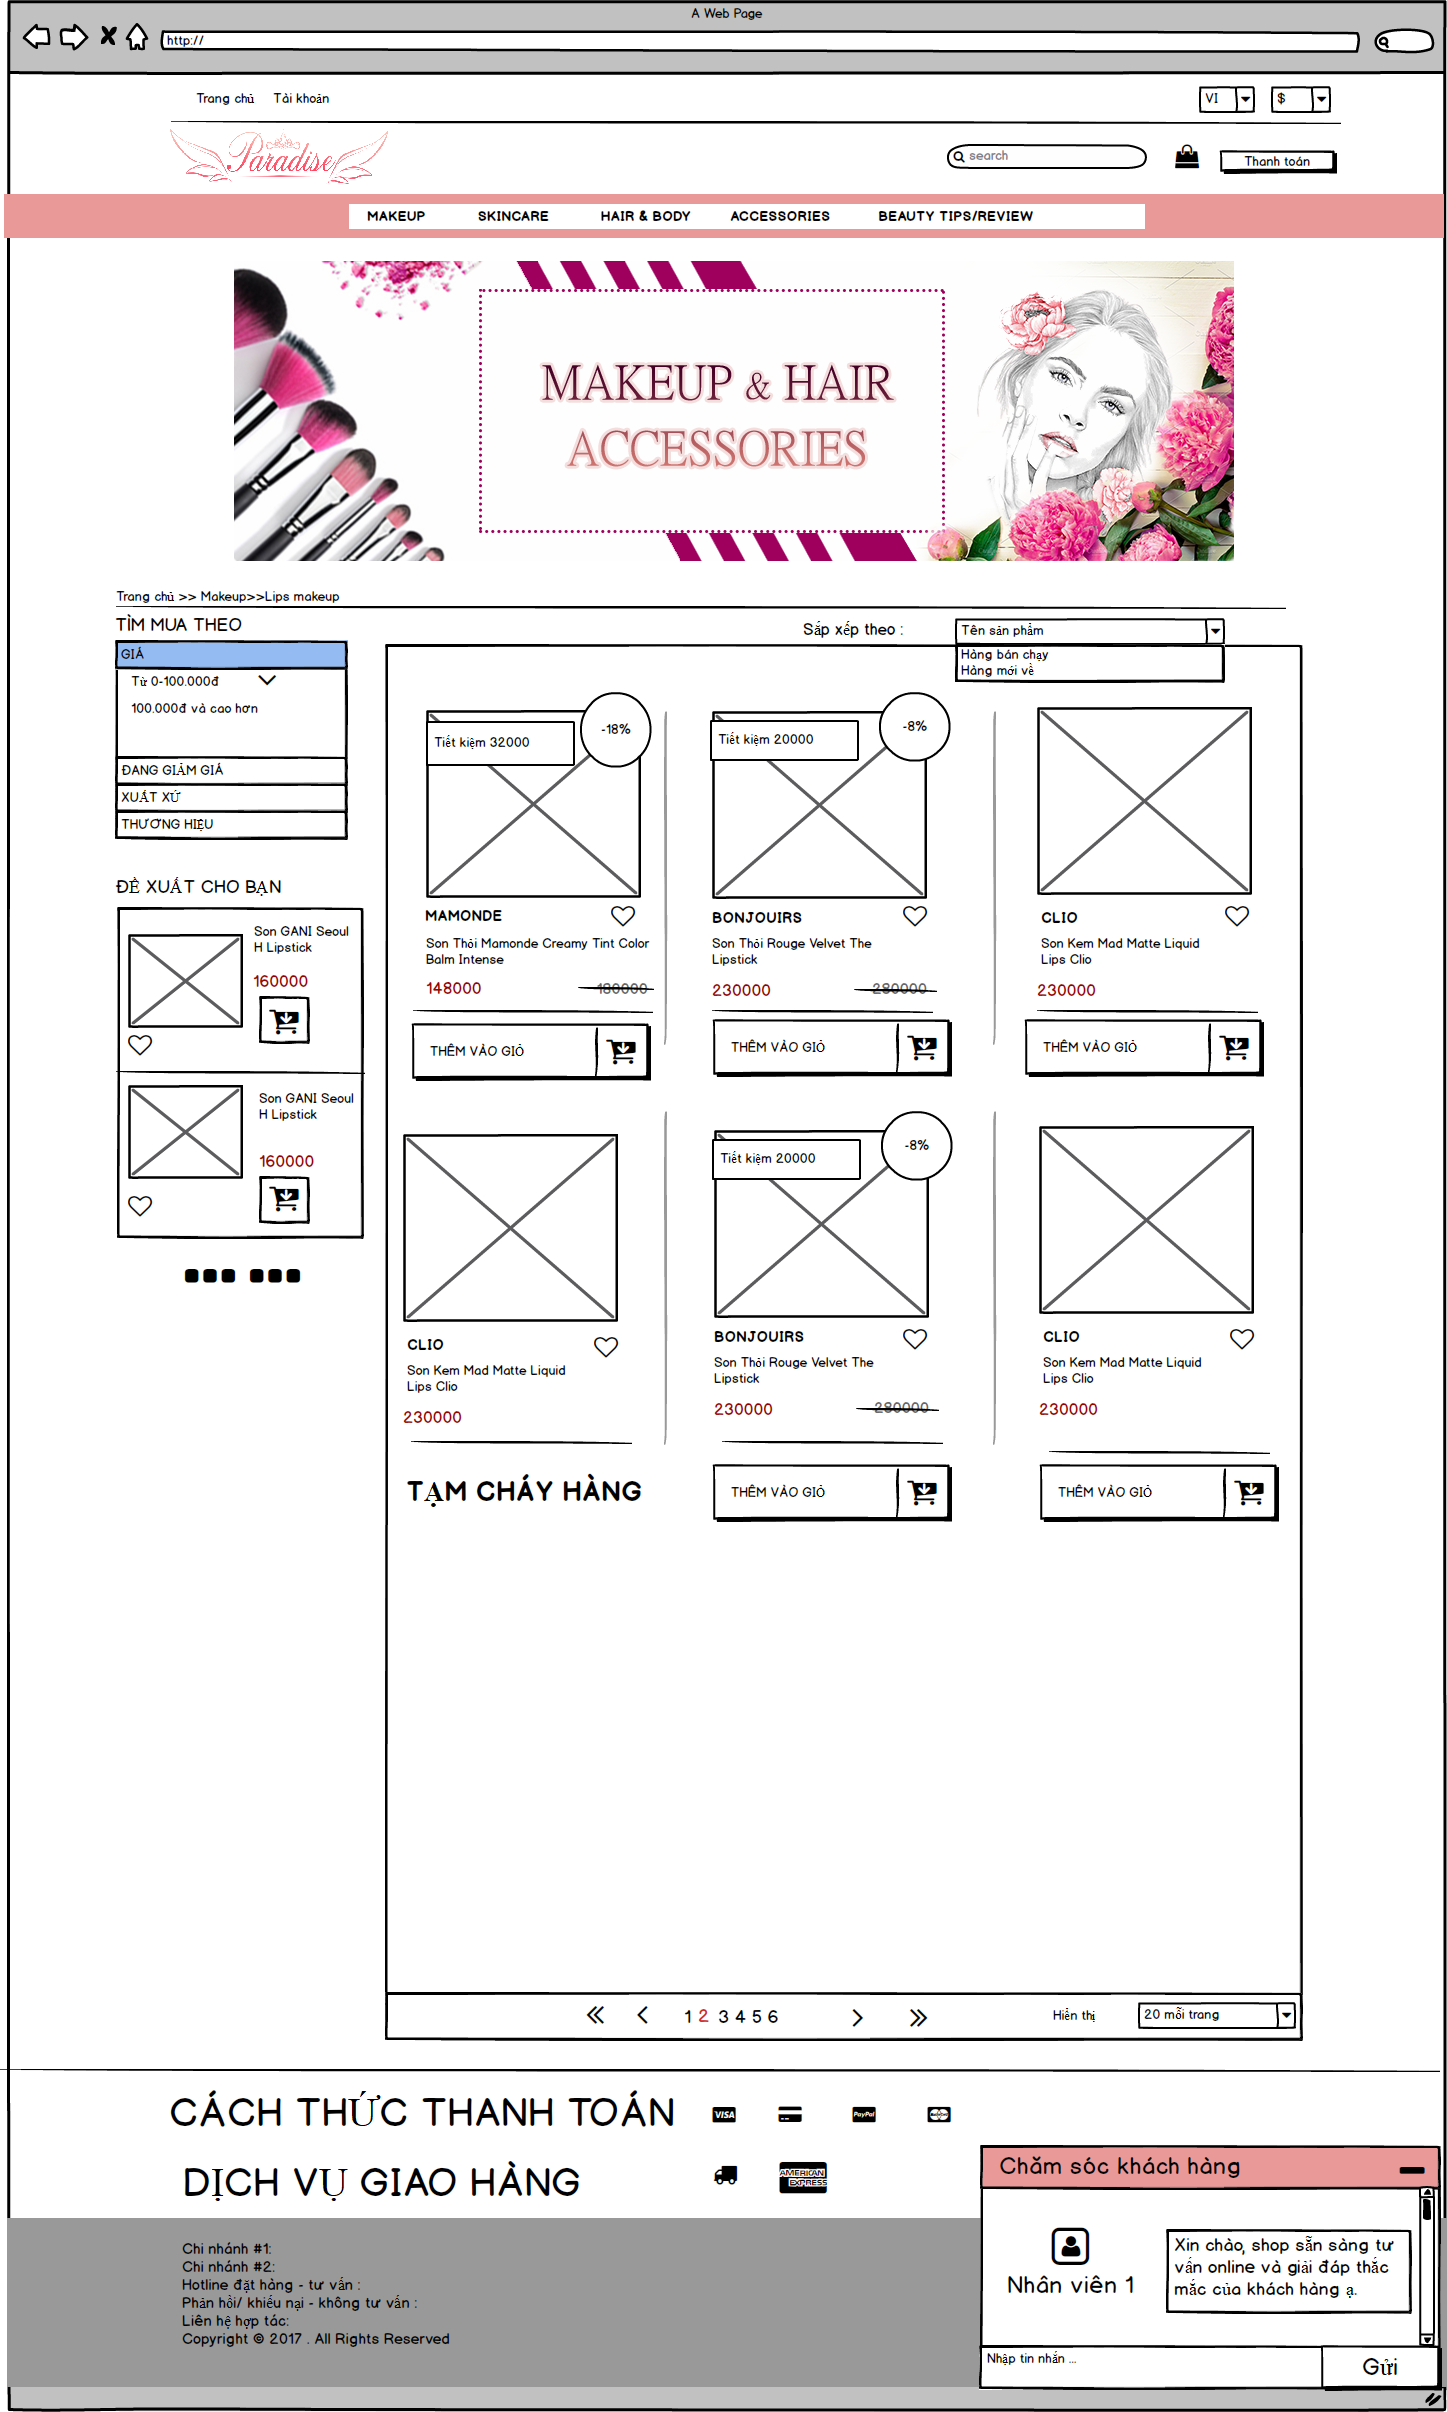 A Web Page
http://
Trang chủ Tài khoản
VI $
Paradise
search
Thanh toán
MAKEUP SKINCARE HAIR & BODY ACCESSORIES BEAUTY TIPS/REVIEW
MAKEUP & HAIR
ACCESSORIES
Trang chủ >> Makeup>>Lips makeup
TÌM MUA THEO
GIÁ
Từ 0-100.000đ
100.000đ và cao hơn
ĐANG GIẢM GIÁ
XUẤT XỨ
THƯƠNG HIỆU
ĐỀ XUẤT CHO BẠN
Son GANI Seoul
H Lipstick
160000
Son GANI Seoul
H Lipstick
160000
Sắp xếp theo :
Tên sản phẩm
Hàng bán chạy
Hàng mới về
Tiết kiệm 32000
-18%
MAMONDE
Son Thỏi Mamonde Creamy Tint Color
Balm Intense
148000 180000
THÊM VÀO GIỎ
Tiết kiệm 20000
-8%
BONJOUIRS
Son Thỏi Rouge Velvet The
Lipstick
230000 280000
THÊM VÀO GIỎ
CLIO
Son Kem Mad Matte Liquid
Lips Clio
230000
THÊM VÀO GIỎ
CLIO
Son Kem Mad Matte Liquid
Lips Clio
230000
TẠM CHÁY HÀNG
Tiết kiệm 20000
-8%
BONJOUIRS
Son Thỏi Rouge Velvet The
Lipstick
230000 280000
THÊM VÀO GIỎ
CLIO
Son Kem Mad Matte Liquid
Lips Clio
230000
THÊM VÀO GIỎ
1 2 3 4 5 6
Hiển thị
20 mỗi trang
CÁCH THỨC THANH TOÁN
VISA
PayPal
DỊCH VỤ GIAO HÀNG
AMERICAN
EXPRESS
Chi nhánh #1:
Chi nhánh #2:
Hotline đặt hàng - tư vấn :
Phản hồi/ khiếu nại - không tư vấn :
Liên hệ hợp tác:
Copyright © 2017 . All Rights Reserved
Chăm sóc khách hàng
Nhân viên 1
Xin chào, shop sẵn sàng tư
vấn online và giải đáp thắc
mắc của khách hàng ạ.
Nhập tin nhắn ...
Gửi